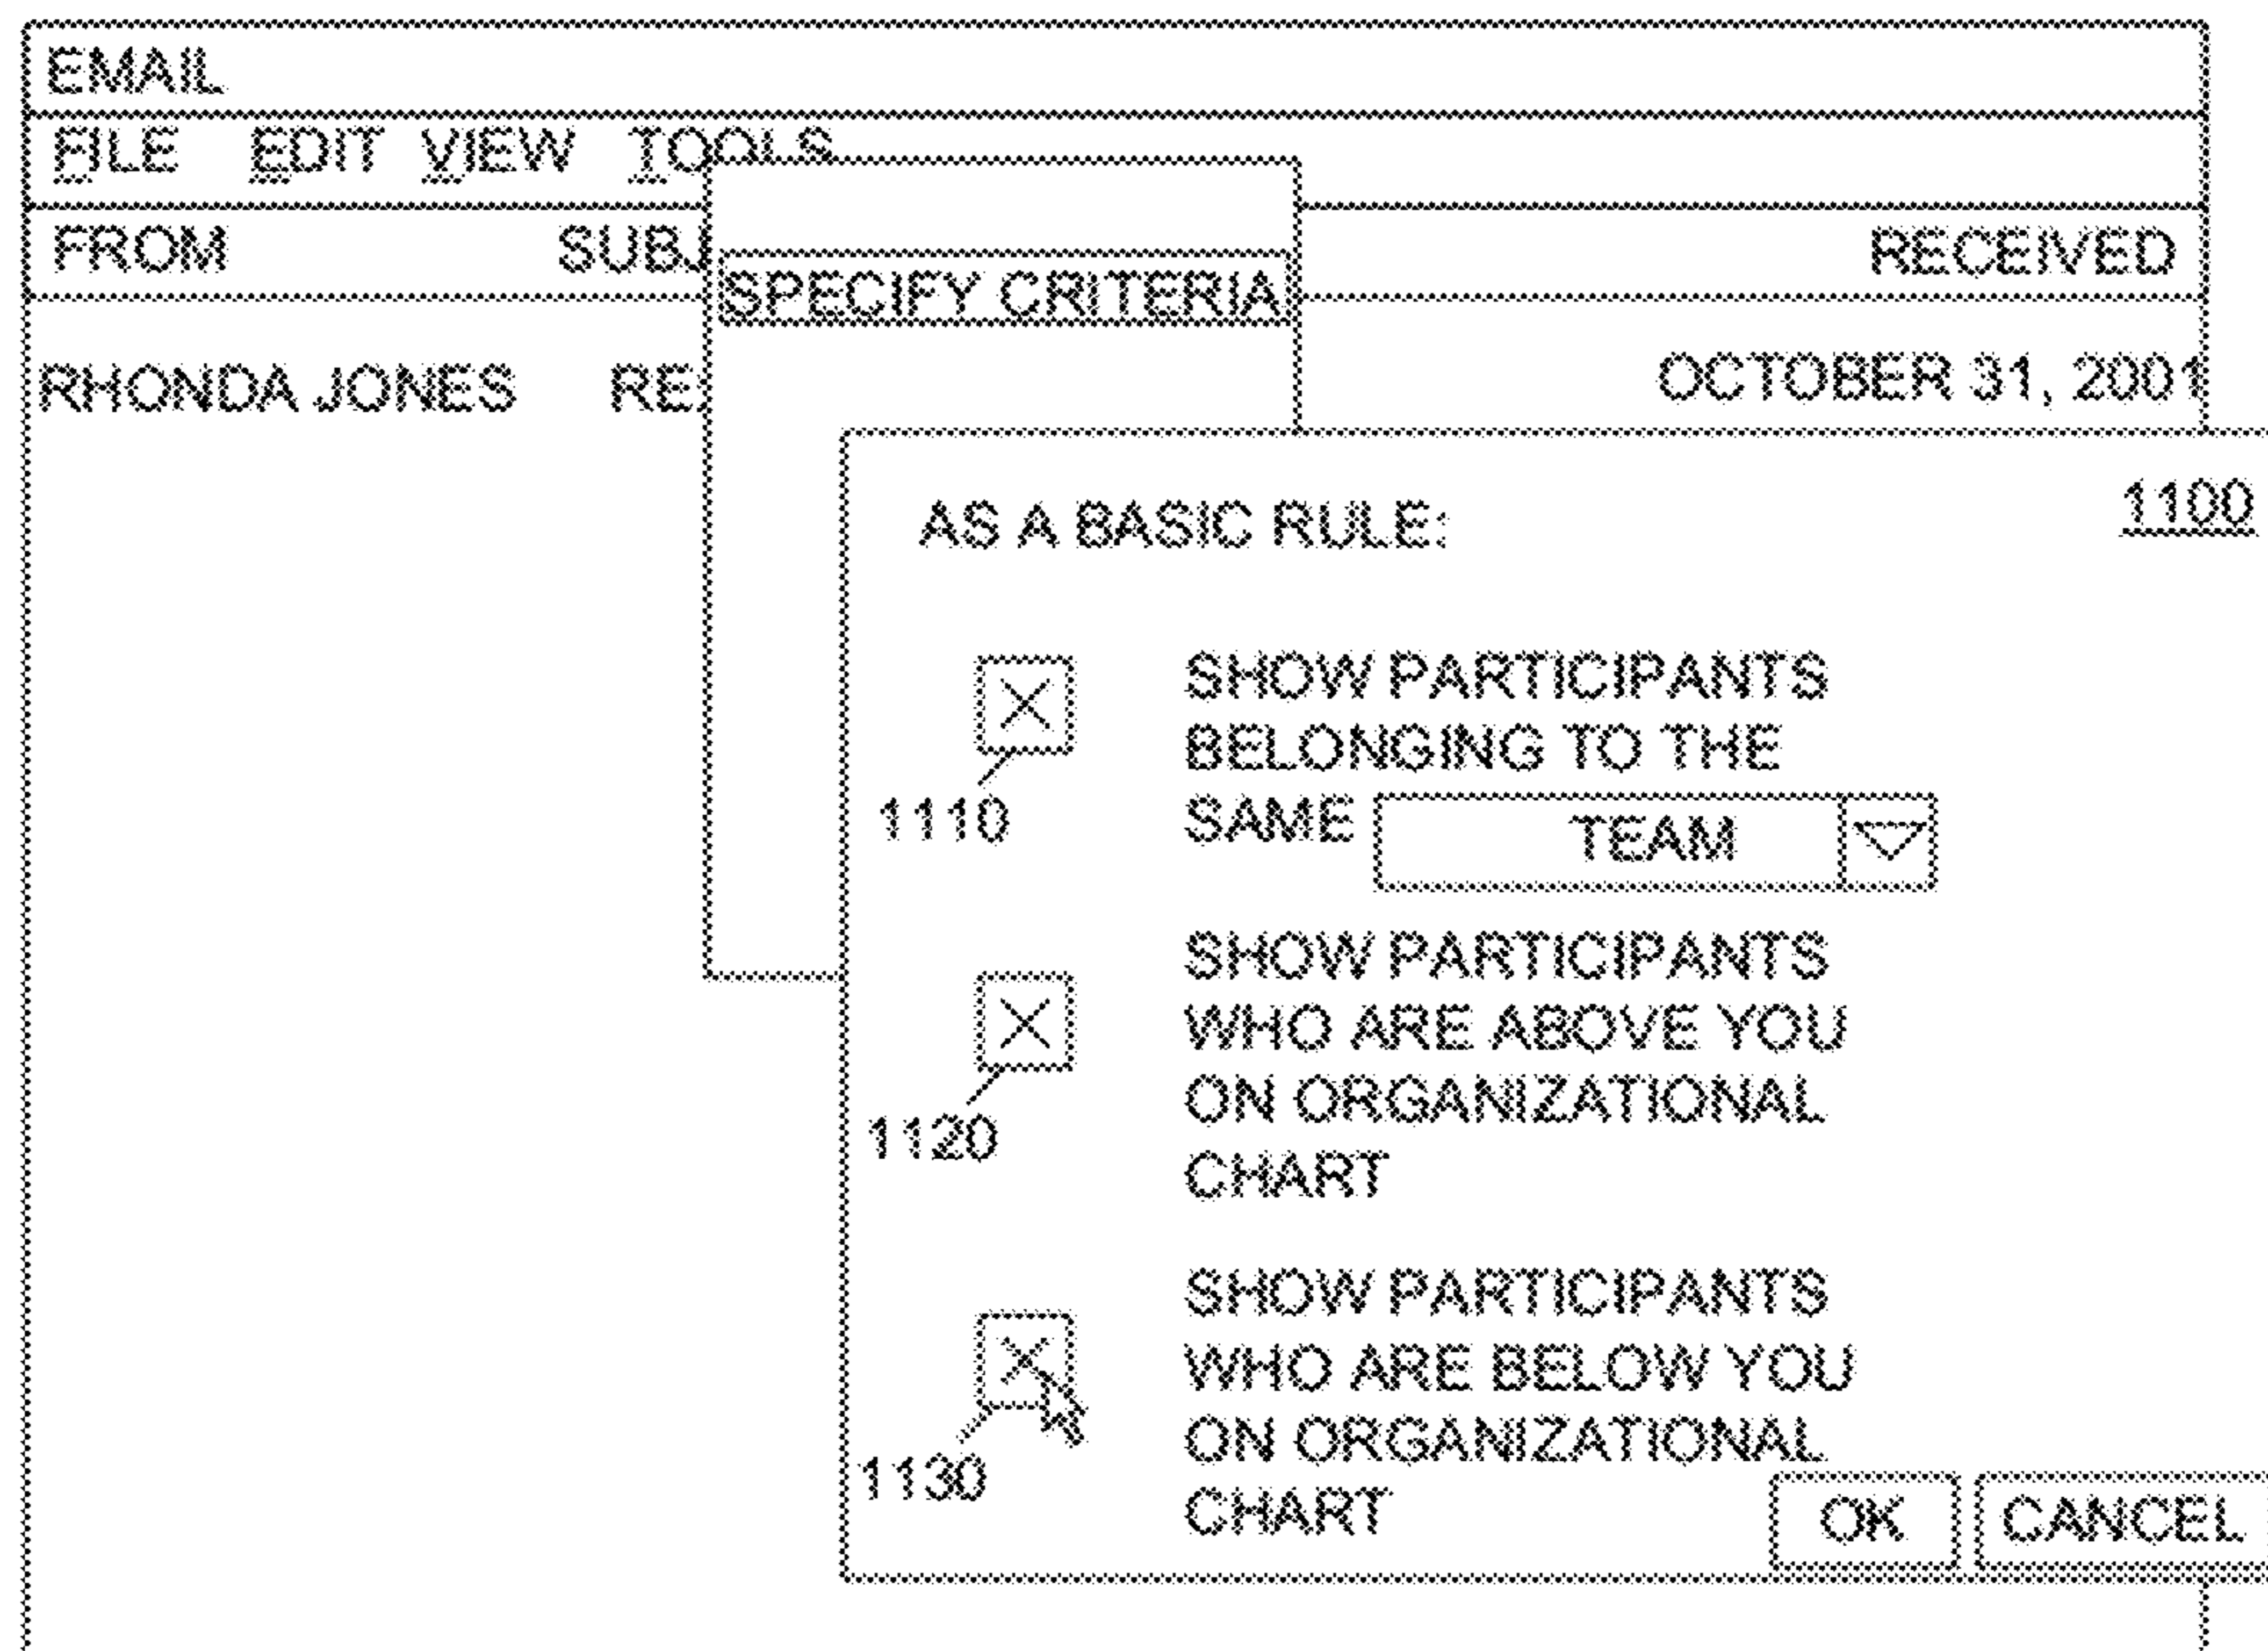 EMAIL
FILE EDIT VIEW TOOLS
FROM SUBJ RECEIVED
SPECIFY CRITERIA
RHONDA JONES RE: OCTOBER 31, 2001
1100
AS A BASIC RULE:
SHOW PARTICIPANTS
BELONGING TO THE
1110 SAME TEAM
SHOW PARTICIPANTS
WHO ARE ABOVE YOU
ON ORGANIZATIONAL
1120
CHART
SHOW PARTICIPANTS
WHO ARE BELOW YOU
ON ORGANIZATIONAL
1130
CHART
OK CANCEL